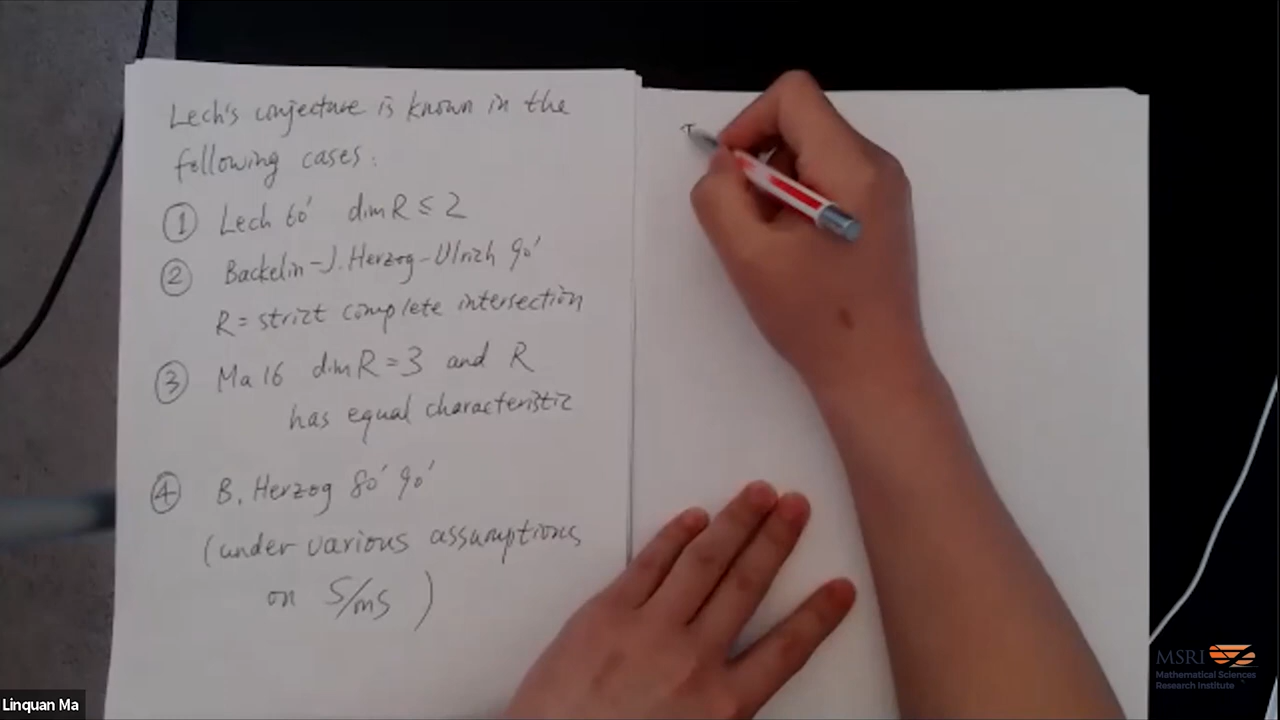 Lech's conjecture is known in the
following cases:
① Lech 60' dim R ≤ 2
② Backelin-J. Herzog-Ulrich 90'
R = strict complete intersection
③ Ma 16 dim R = 3 and R
has equal characteristic
④ B. Herzog 80' 90'
(under various assumptions
on S/mS )
MSRI
Mathematical Sciences
Research Institute
Linquan Ma